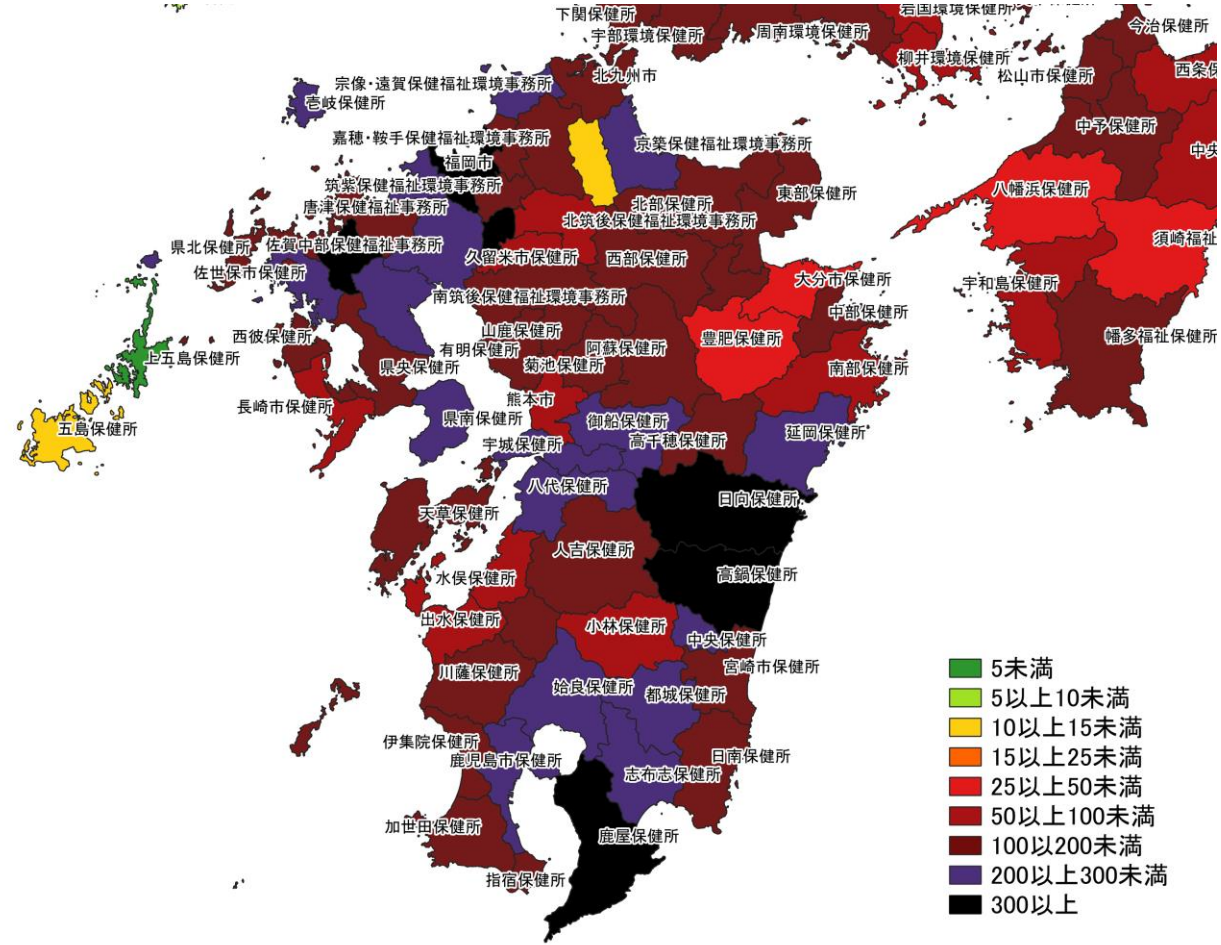 下関保健所
岩国環境保健所
宇部環境保健所
周南環境保健所
今治保健所
柳井環境保健所
北九州市
松山市保健所
宗像・遠賀保健福祉環境事務所
壱岐保健所
中予保健所
嘉穂・鞍手保健福祉環境事務所
京築保健福祉環境事務所
福岡市
筑紫保健福祉環境事務所
八幡浜保健所
東部保健所
唐津保健福祉事務所
北部保健所
北筑後保健福祉環境事務所
県北保健所
佐賀中部保健福祉事務所
久留米市保健所
西部保健所
佐世保市保健所
大分市保健所
宇和島保健所
南筑後保健福祉環境事務所
中部保健所
山鹿保健所
西彼保健所
豊肥保健所
幡多福祉保健所
有明保健所
阿蘇保健所
上五島保健所
県央保健所
菊池保健所
南部保健所
熊本市
長崎市保健所
県南保健所
御船保健所
五島保健所
延岡保健所
宇城保健所
高千穂保健所
八代保健所
日向保健所
天草保健所
人吉保健所
高鍋保健所
水俣保健所
出水保健所
小林保健所
中央保健所
宮崎市保健所
川薩保健所
姶良保健所
都城保健所
伊集院保健所
鹿児島市保健所
日南保健所
志布志保健所
加世田保健所
鹿屋保健所
指宿保健所
5未満
5以上10未満
10以上15未満
15以上25未満
25以上50未満
50以上100未満
100以200未満
200以上300未満
300以上